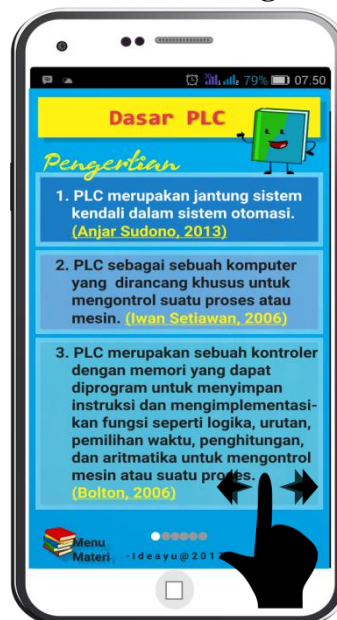 79% 07.50
Dasar PLC
Pengertian
1. PLC merupakan jantung sistem
kendali dalam sistem otomasi.
(Anjar Sudono, 2013)
2. PLC sebagai sebuah komputer
yang dirancang khusus untuk
mengontrol suatu proses atau
mesin. (Iwan Setiawan, 2006)
3. PLC merupakan sebuah kontroler
dengan memori yang dapat
diprogram untuk menyimpan
instruksi dan mengimplementasi-
kan fungsi seperti logika, urutan,
pemilihan waktu, penghitungan,
dan aritmatika untuk mengontrol
mesin atau suatu proses.
(Bolton, 2006)
Menu
Materi -Ideayu@2017